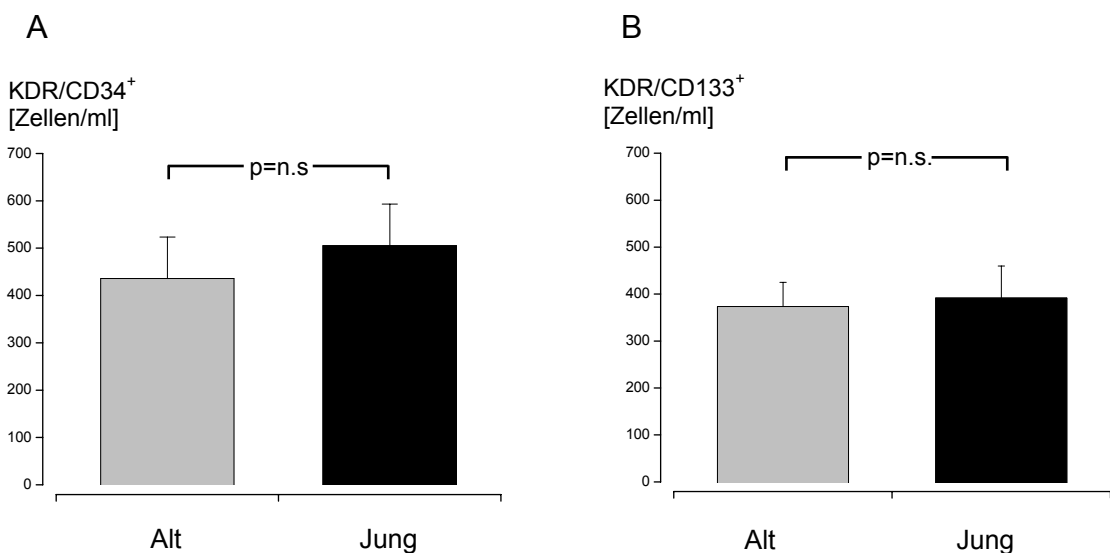 A
KDR/CD34⁺
[Zellen/ml]
700
600
500
400
300
200
100
0
p=n.s
Alt Jung
B
KDR/CD133⁺
[Zellen/ml]
700
600
500
400
300
200
100
0
p=n.s.
Alt Jung